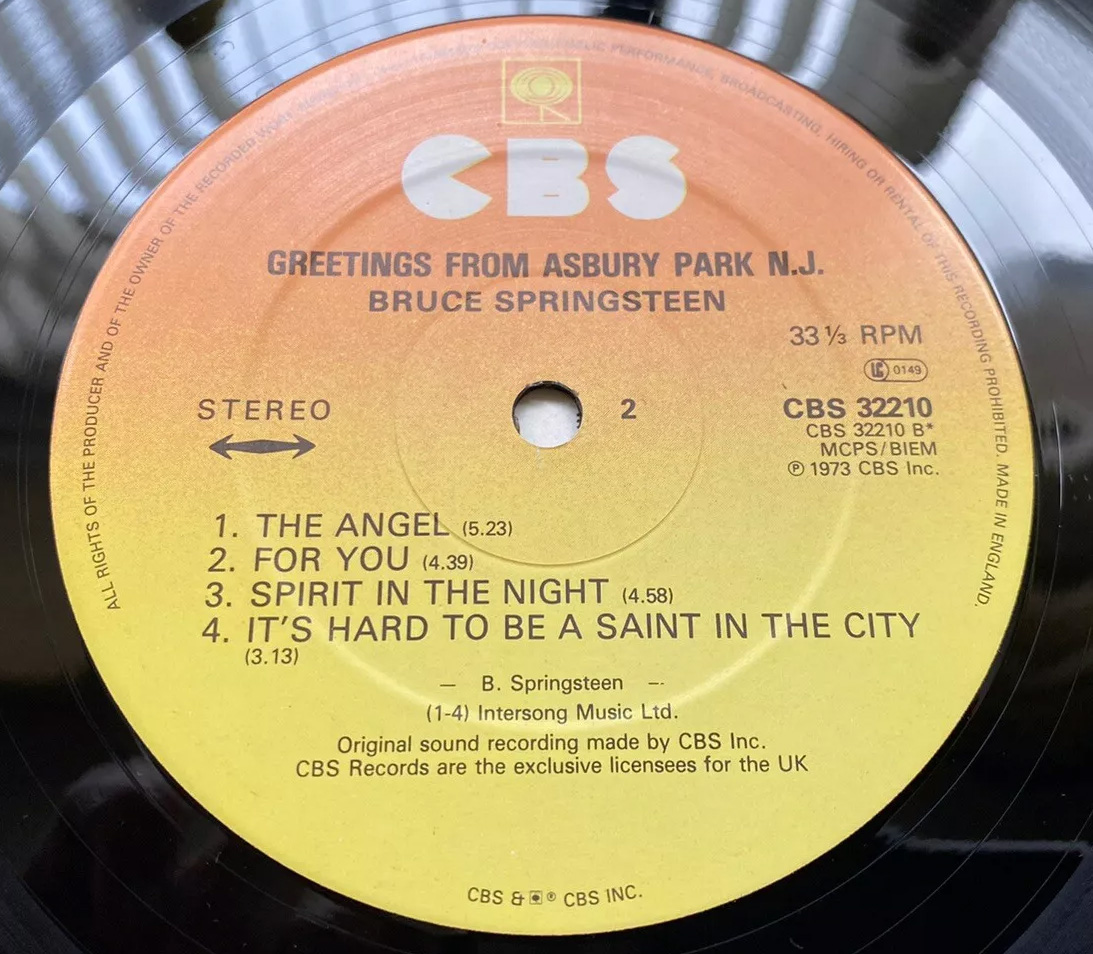 CBS
GREETINGS FROM ASBURY PARK N.J.
BRUCE SPRINGSTEEN
33 ⅓ RPM
LC 0149
STEREO
2
CBS 32210
CBS 32210 B*
MCPS/BIEM
℗ 1973 CBS Inc.
1. THE ANGEL (5.23)
2. FOR YOU (4.39)
3. SPIRIT IN THE NIGHT (4.58)
4. IT'S HARD TO BE A SAINT IN THE CITY
(3.13)
— B. Springsteen —
(1-4) Intersong Music Ltd.
Original sound recording made by CBS Inc.
CBS Records are the exclusive licensees for the UK
CBS & ® CBS INC.
ALL RIGHTS OF THE PRODUCER AND OF THE OWNER OF THE RECORDED PUBLIC PERFORMANCE, BROADCASTING, HIRING OR RENTAL OF THIS RECORDING PROHIBITED. MADE IN ENGLAND.